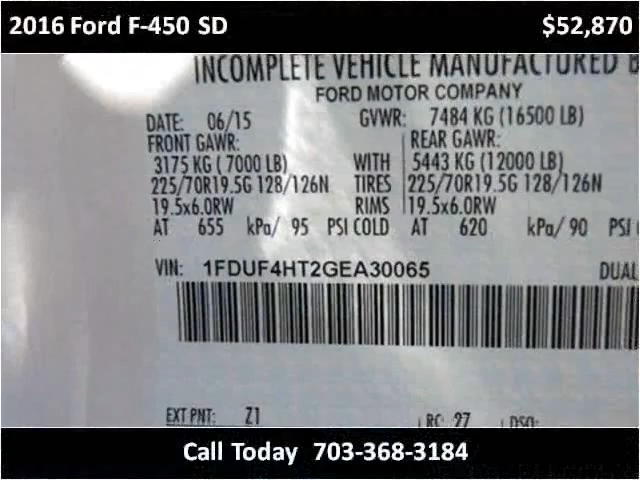 2016 Ford F-450 SD $52,870
INCOMPLETE VEHICLE MANUFACTURED B
FORD MOTOR COMPANY
DATE: 06/15 GVWR: 7484 KG (16500 LB)
FRONT GAWR: REAR GAWR:
3175 KG (7000 LB) WITH 5443 KG (12000 LB)
225/70R19.5G 128/126N TIRES 225/70R19.5G 128/126N
19.5x6.0RW RIMS 19.5x6.0RW
AT 655 kPa/ 95 PSI COLD AT 620 kPa/ 90 PSI
VIN: 1FDUF4HT2GEA30065 DUAL
EXT PNT: Z1 RC: 27 DSO:
Call Today 703-368-3184